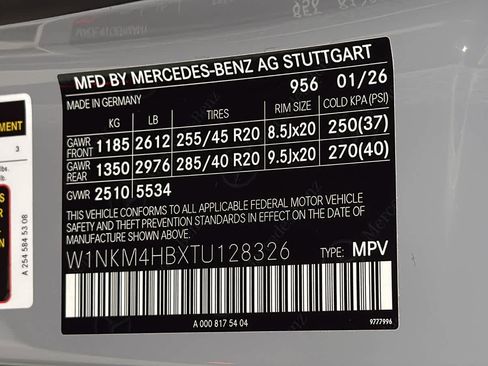 MFD BY MERCEDES-BENZ AG STUTTGART
MADE IN GERMANY 956 01/26
KG LB TIRES RIM SIZE COLD KPA (PSI)
GAWR FRONT 1185 2612 255/45 R20 8.5Jx20 250(37)
GAWR REAR 1350 2976 285/40 R20 9.5Jx20 270(40)
GVWR 2510 5534
THIS VEHICLE CONFORMS TO ALL APPLICABLE FEDERAL MOTOR VEHICLE
SAFETY AND THEFT PREVENTION STANDARDS IN EFFECT ON THE DATE
OF MANUFACTURE SHOWN ABOVE.
W1NKM4HBXTU128326 TYPE: MPV
A 000 817 54 04 9777996
3
lbs.
A 254 584 53 08